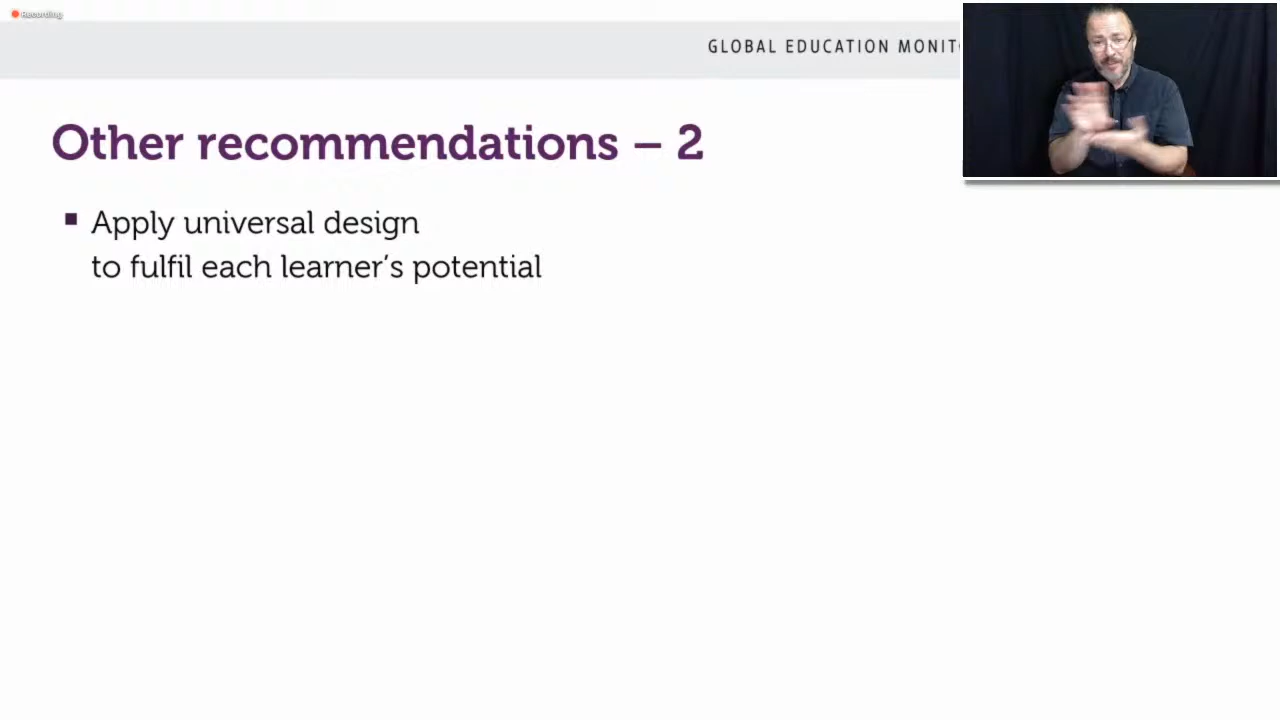 Recording
GLOBAL EDUCATION MONIT
Other recommendations – 2
▪ Apply universal design
to fulfil each learner’s potential